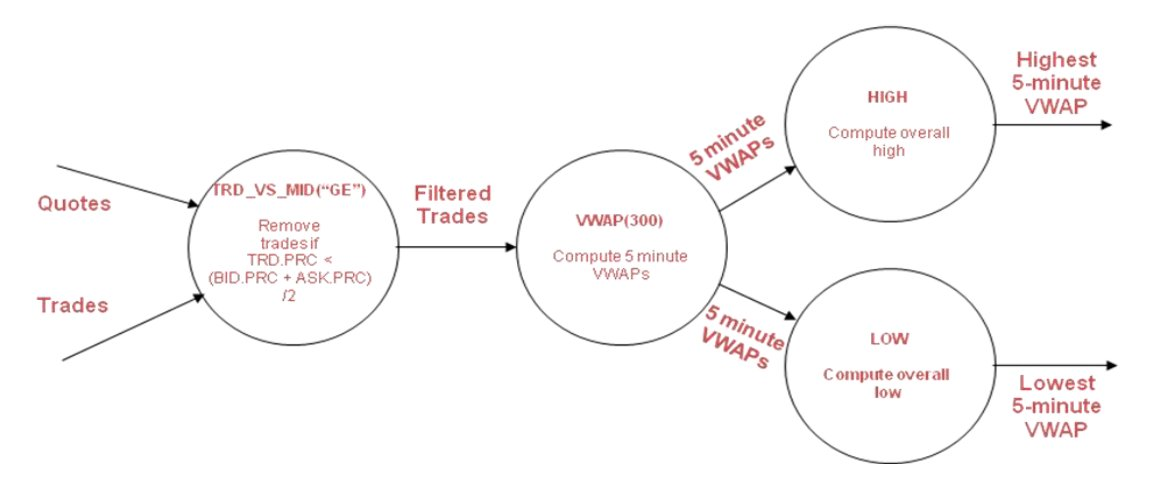 Quotes
Trades
TRD_VS_MID(“GE”)
Remove
trades if
TRD.PRC <
(BID.PRC + ASK.PRC)
/2
Filtered
Trades
VWAP(300)
Compute 5 minute
VWAPs
5 minute
VWAPs
5 minute
VWAPs
HIGH
Compute overall
high
LOW
Compute overall
low
Highest
5-minute
VWAP
Lowest
5-minute
VWAP